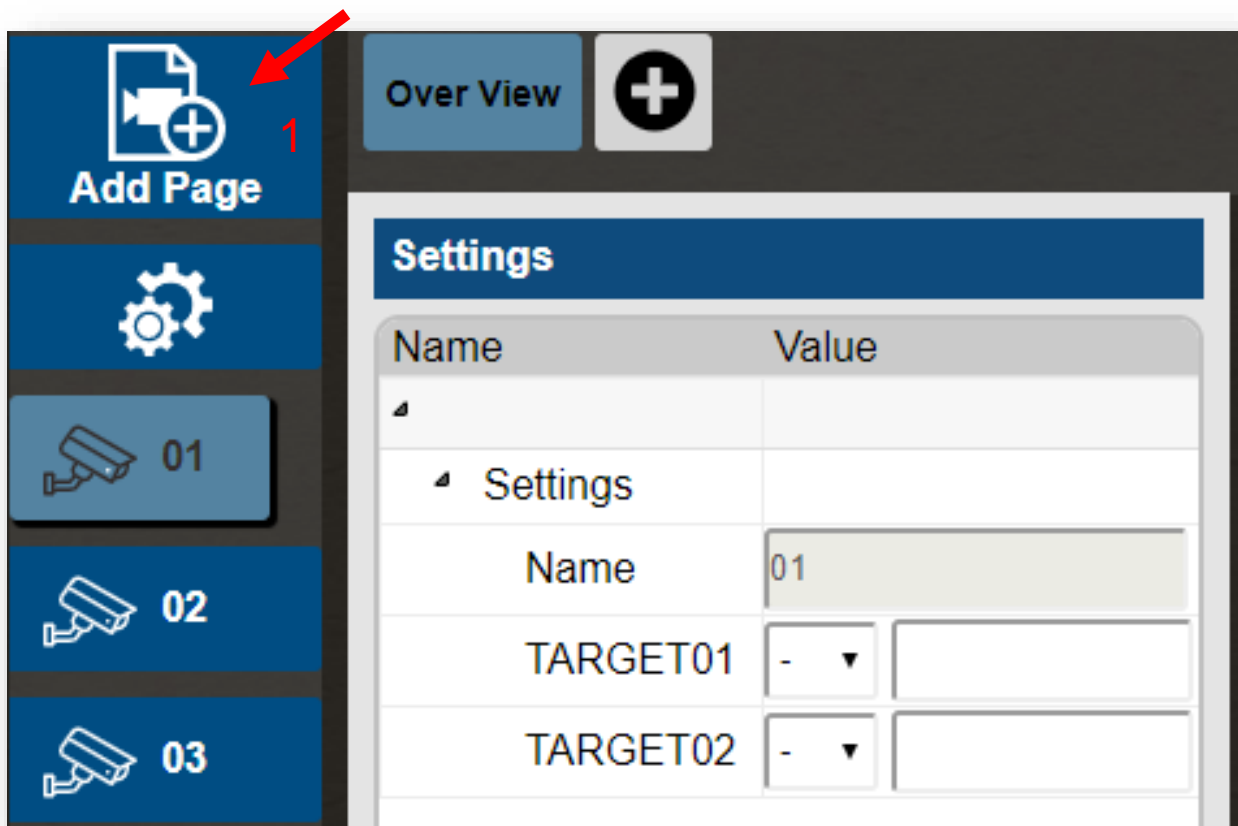 1
Add Page
Over View
Settings
Name Value
Settings
Name 01
TARGET01 -
TARGET02 -
01
02
03